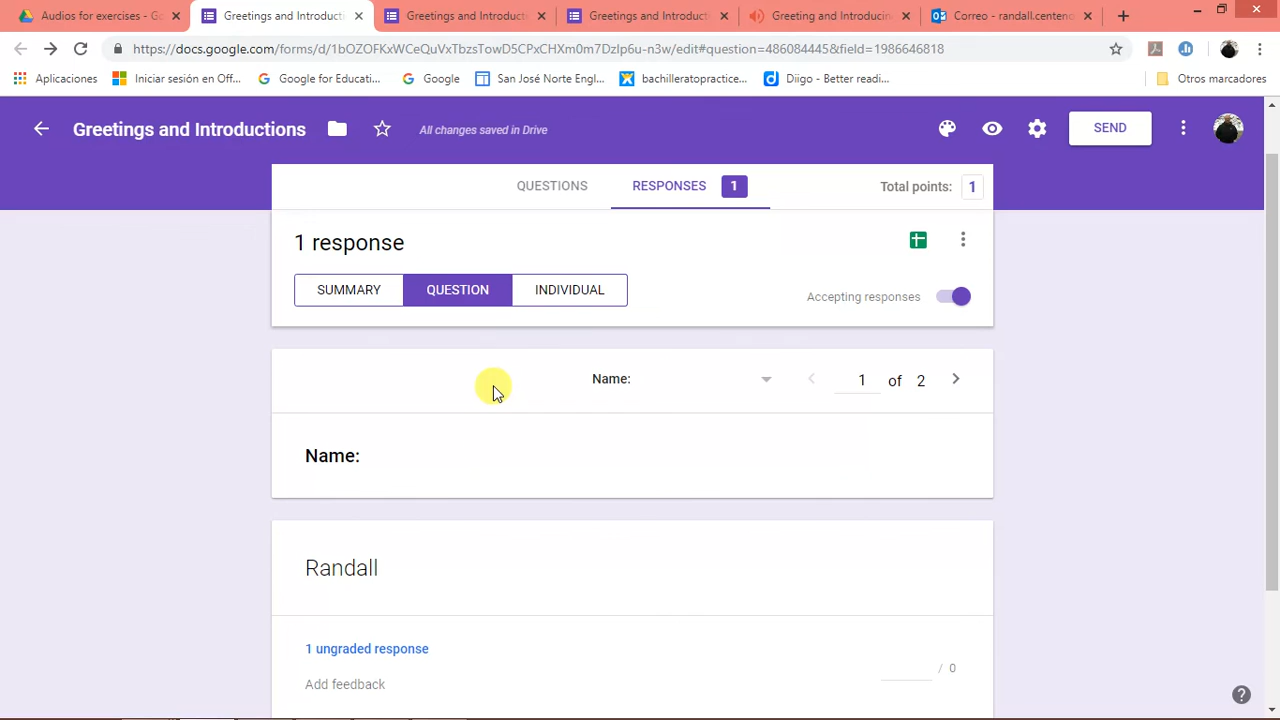 Audios for exercises - Go
Greetings and Introducti
Greetings and Introducti
Greetings and Introducti
Greeting and Introducin
Correo - randall.centeno
https://docs.google.com/forms/d/1bOZOFKxWCeQuVxTbzsTowD5CPxCHXm0m7DzIp6u-n3w/edit#question=486084445&field=1986646818
Aplicaciones
Iniciar sesión en Off...
Google for Educati...
Google
San José Norte Engl...
bachilleratoprarance...
Diigo - Better readi...
Otros marcadores
Greetings and Introductions
All changes saved in Drive
SEND
QUESTIONS
RESPONSES 1
Total points: 1
1 response
SUMMARY
QUESTION
INDIVIDUAL
Accepting responses
Name:
1 of 2
Name:
Randall
1 ungraded response
/ 0
Add feedback